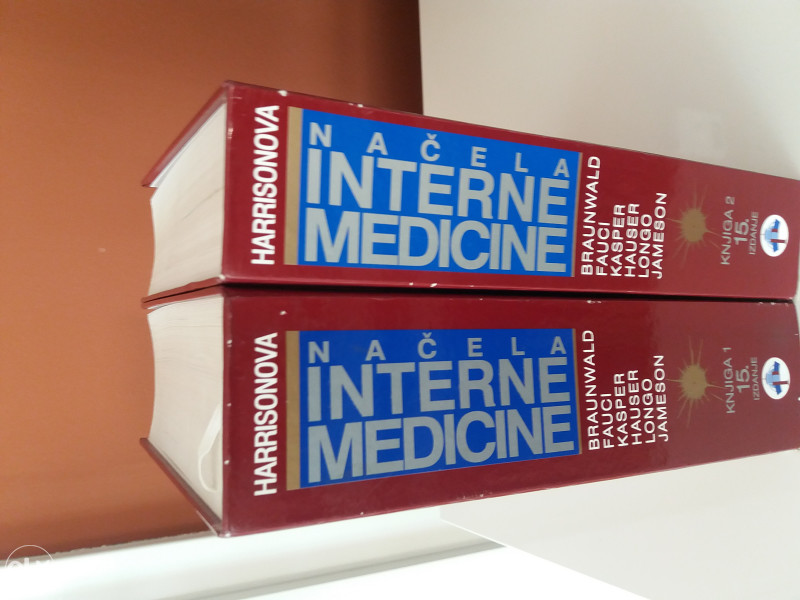 HARRISONOVA
NAČELA
INTERNE
MEDICINE
BRAUNWALD
FAUCI
KASPER
HAUSER
LONGO
JAMESON
KNJIGA 2
15.
IZDANJE
HARRISONOVA
NAČELA
INTERNE
MEDICINE
BRAUNWALD
FAUCI
KASPER
HAUSER
LONGO
JAMESON
KNJIGA 1
15.
IZDANJE